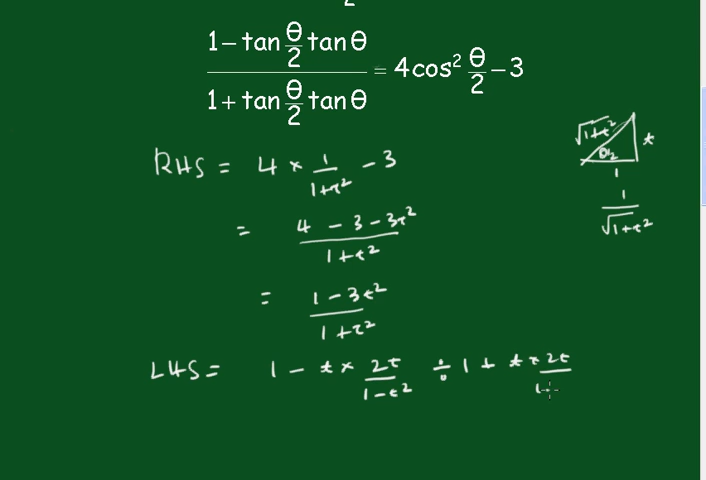 2
1 − tan θ/2 tan θ / 1 + tan θ/2 tan θ = 4cos² θ/2 − 3
RHS = 4 × 1/(1+t²) − 3
= (4 − 3 − 3t²)/(1+t²)
= (1 − 3t²)/(1+t²)
LHS = 1 − t × 2t/(1−t²) ÷ 1 + t × 2t/(1-
√1+t²
t
θ/2
1
1/√1+t²